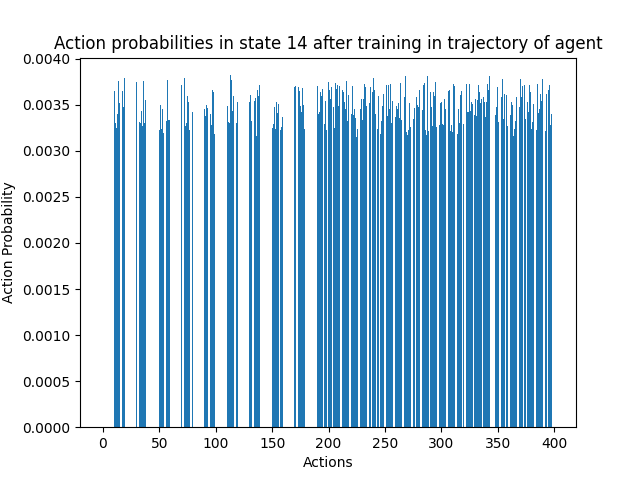 Action probabilities in state 14 after training in trajectory of agent
0.0040
0.0035
0.0030
0.0025
0.0020
0.0015
0.0010
0.0005
0.0000
Action Probability
0 50 100 150 200 250 300 350 400
Actions